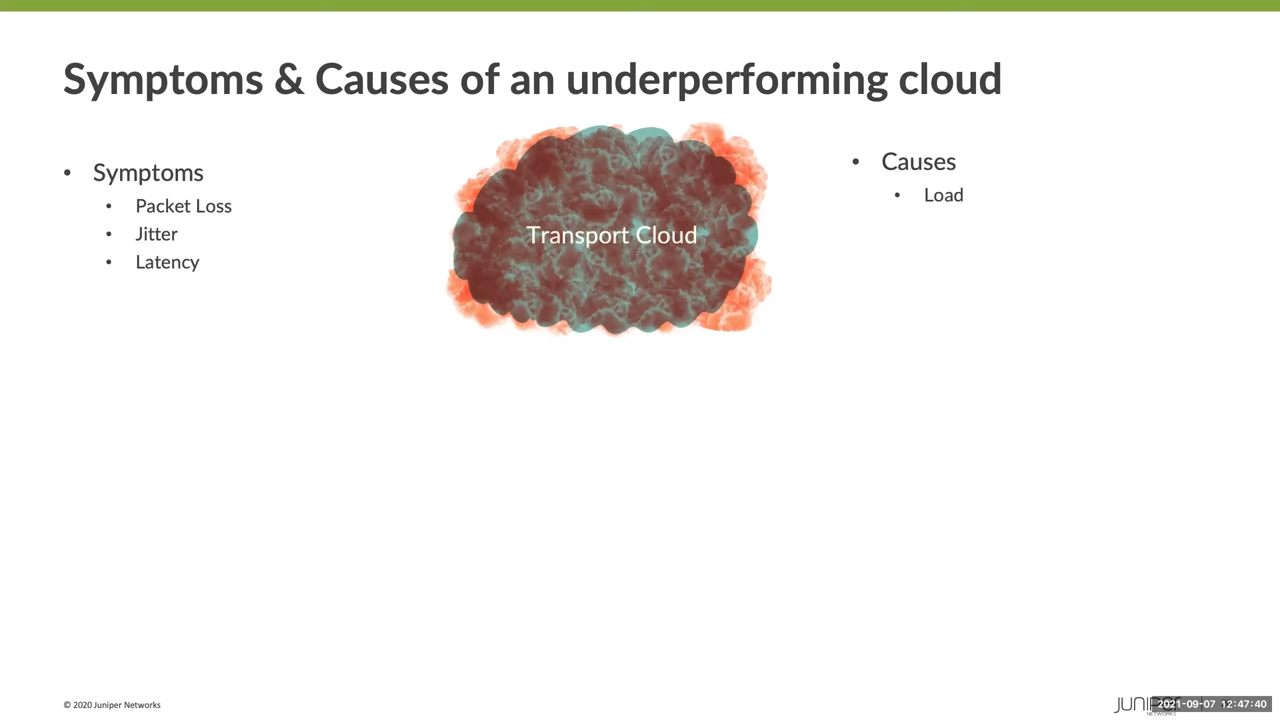 Symptoms & Causes of an underperforming cloud
• Symptoms
• Packet Loss
• Jitter
• Latency
Transport Cloud
• Causes
• Load
© 2020 Juniper Networks
2021-09-07 12:47:40
NETWORKS